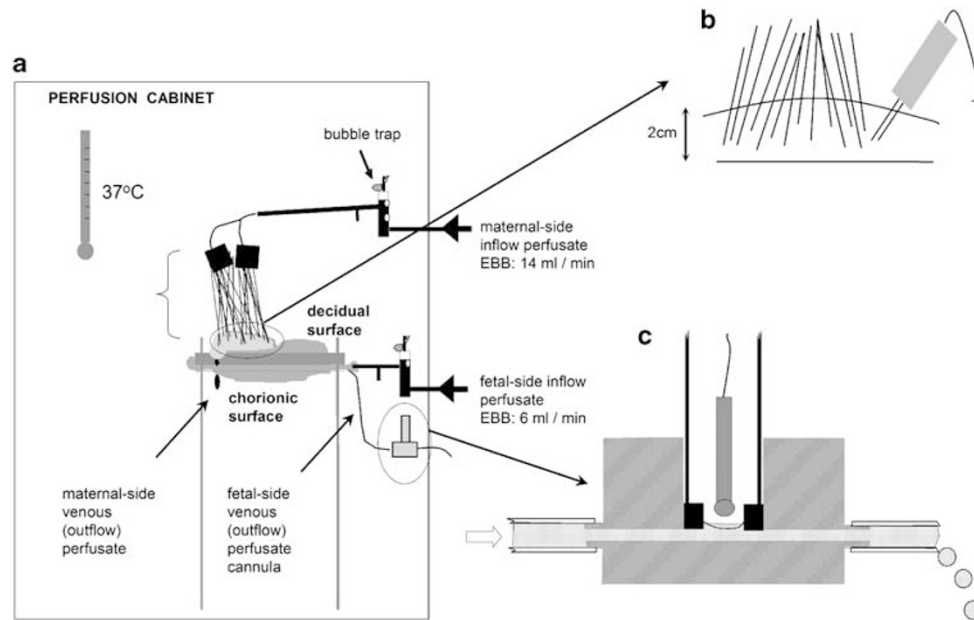 a
PERFUSION CABINET
37°C
bubble trap
maternal-side
inflow perfusate
EBB: 14 ml / min
decidual
surface
chorionic
surface
fetal-side inflow
perfusate
EBB: 6 ml / min
maternal-side
venous
(outflow)
perfusate
fetal-side
venous
(outflow)
perfusate
cannula
b
2cm
c